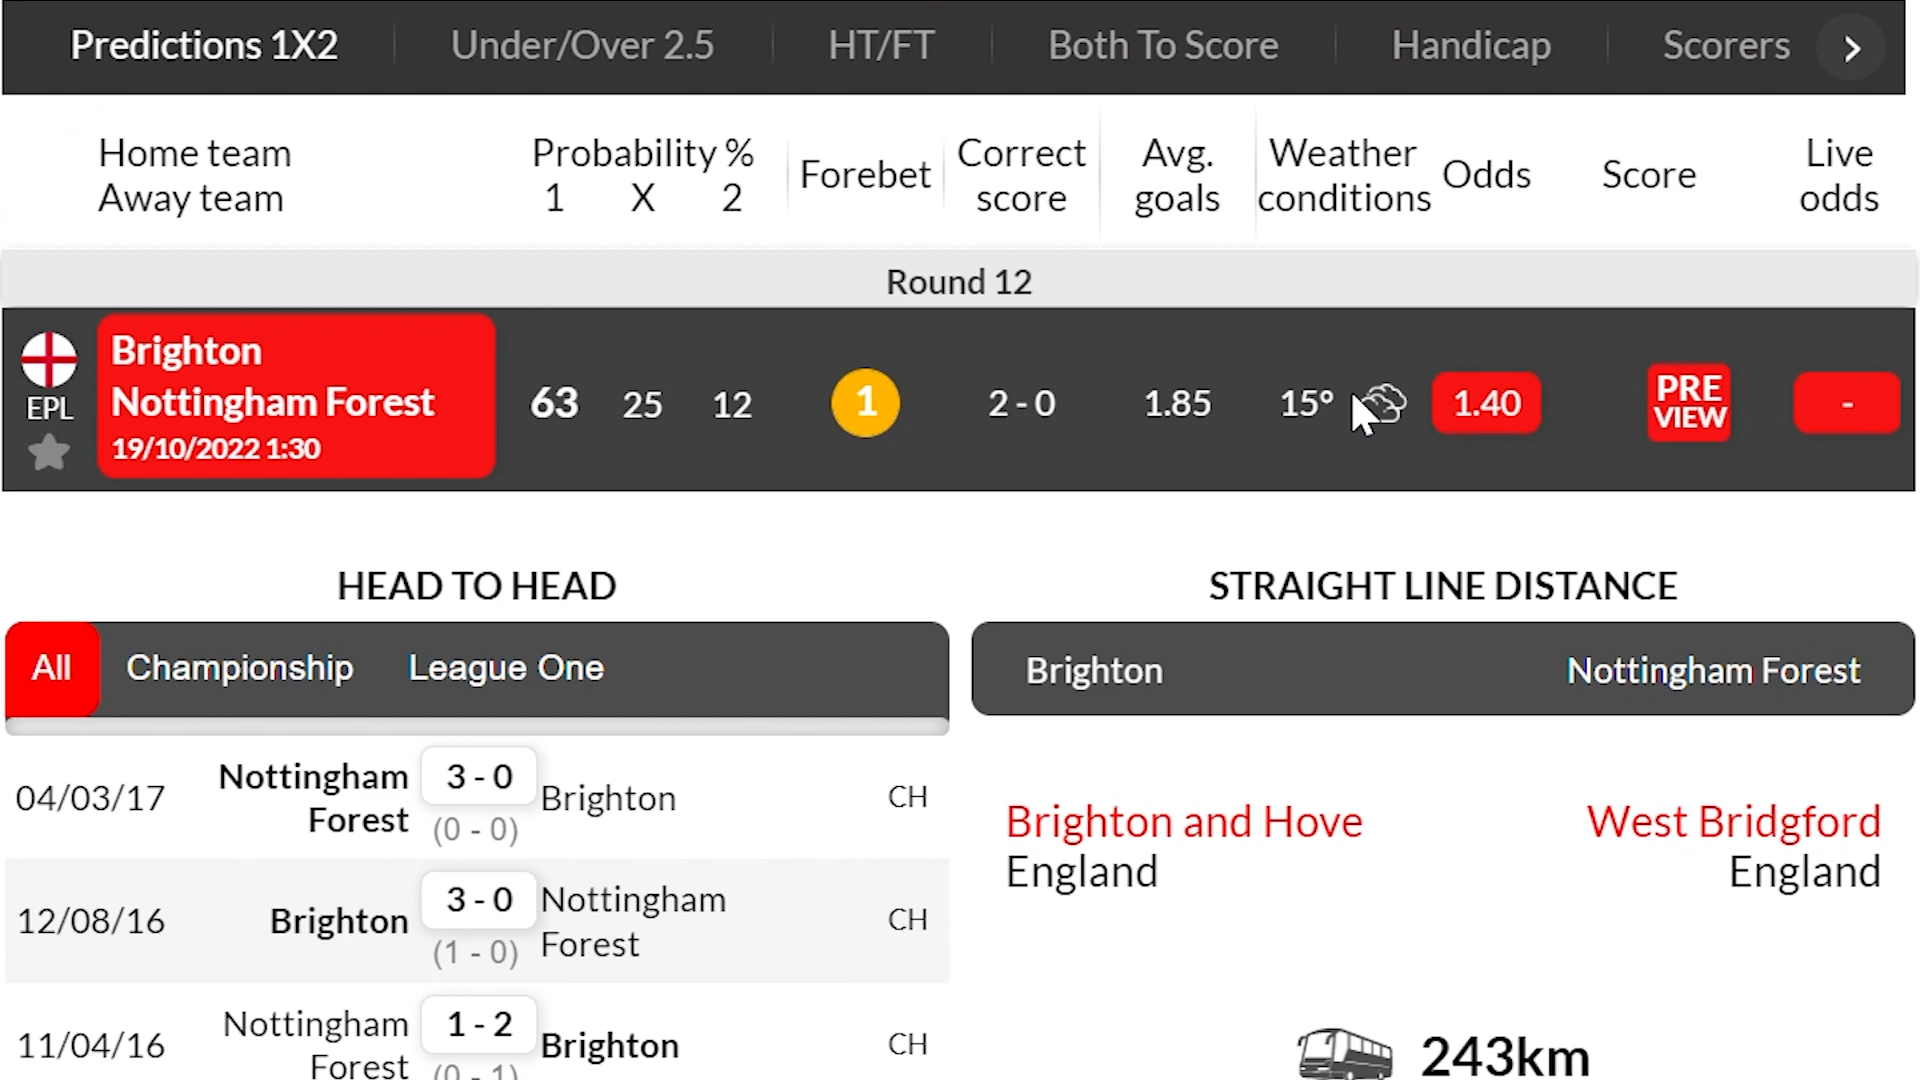 Predictions 1X2 Under/Over 2.5 HT/FT Both To Score Handicap Scorers
Home team Probability % Forebet Correct Avg. Weather Odds Score Live
Away team 1 X 2 score goals conditions odds
Round 12
EPL
Brighton
Nottingham Forest
19/10/2022 1:30
63 25 12 1 2 - 0 1.85 15° 1.40 PRE VIEW -
HEAD TO HEAD
All Championship League One
04/03/17 Nottingham Forest 3 - 0 (0 - 0) Brighton CH
12/08/16 Brighton 3 - 0 (1 - 0) Nottingham Forest CH
11/04/16 Nottingham Forest 1 - 2 (0 - 1) Brighton CH
STRAIGHT LINE DISTANCE
Brighton Nottingham Forest
Brighton and Hove West Bridgford
England England
243km